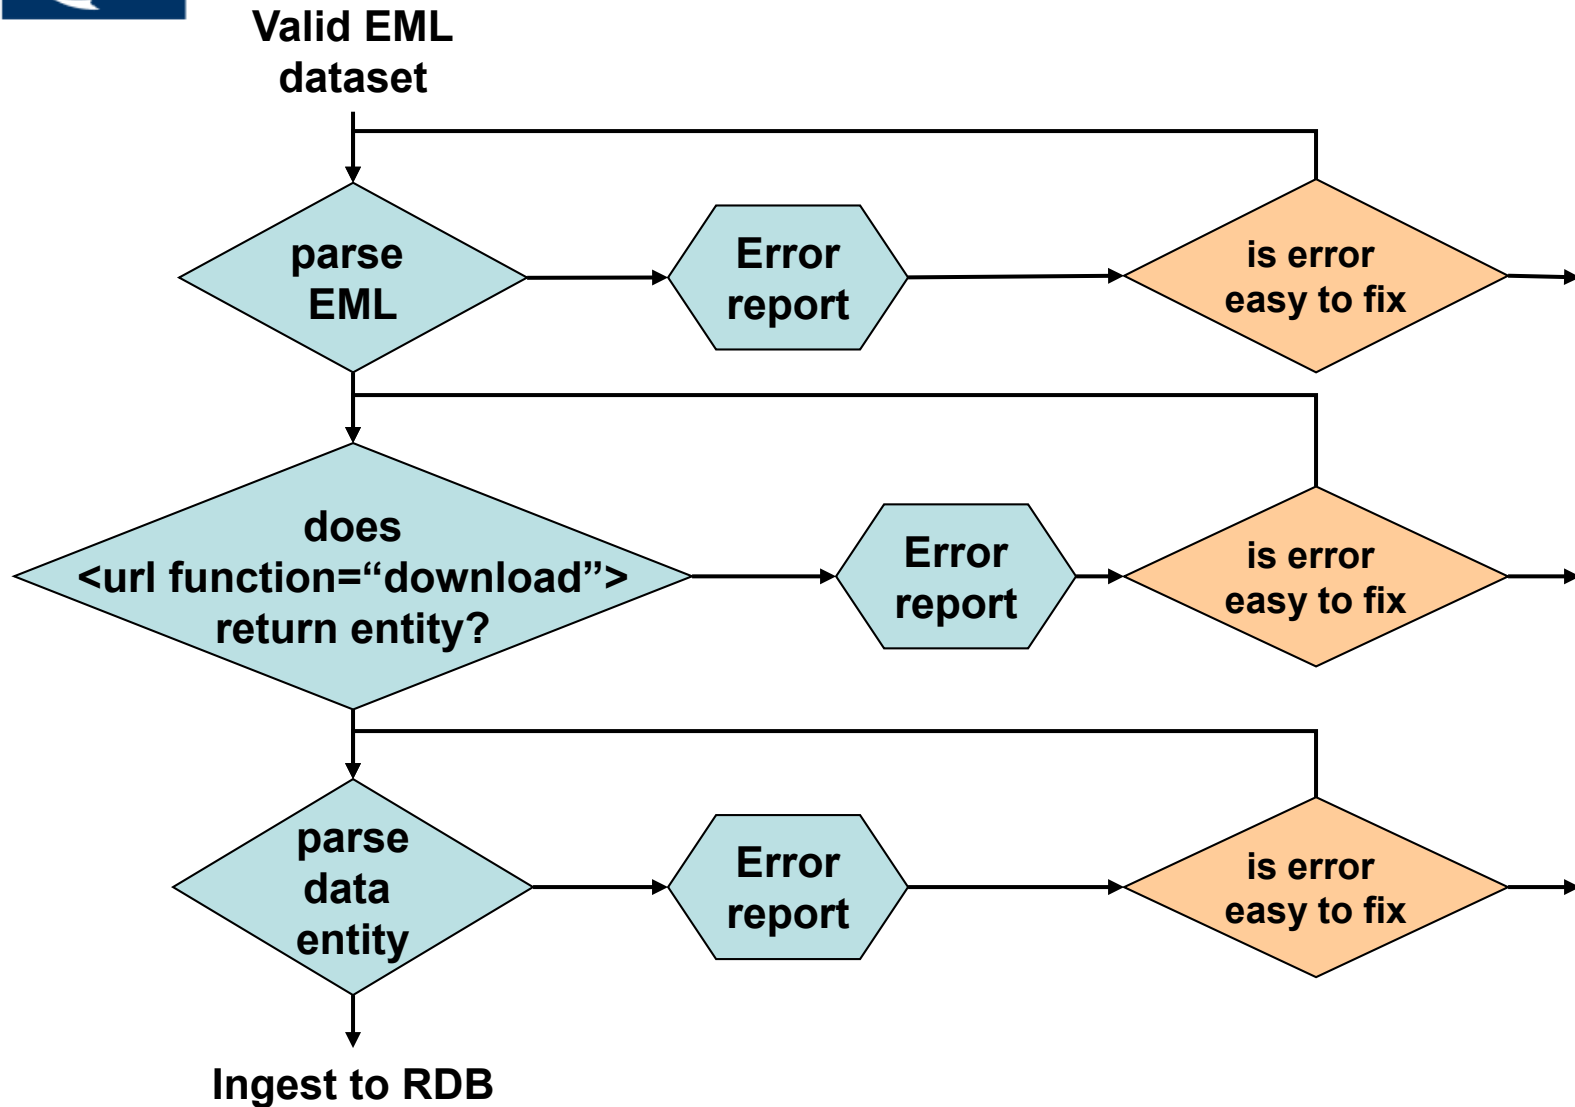 Valid EML
dataset
parse
EML
Error
report
is error
easy to fix
does
<url function=“download”>
return entity?
Error
report
is error
easy to fix
parse
data
entity
Error
report
is error
easy to fix
Ingest to RDB